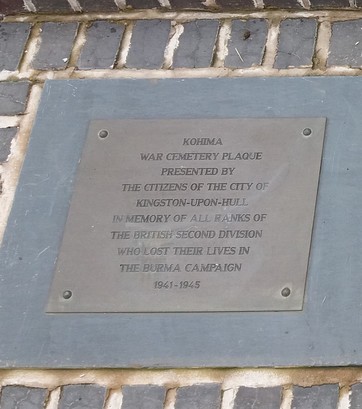 KOHIMA
WAR CEMETERY PLAQUE
PRESENTED BY
THE CITIZENS OF THE CITY OF
KINGSTON-UPON-HULL
IN MEMORY OF ALL RANKS OF
THE BRITISH SECOND DIVISION
WHO LOST THEIR LIVES IN
THE BURMA CAMPAIGN
1941-1945